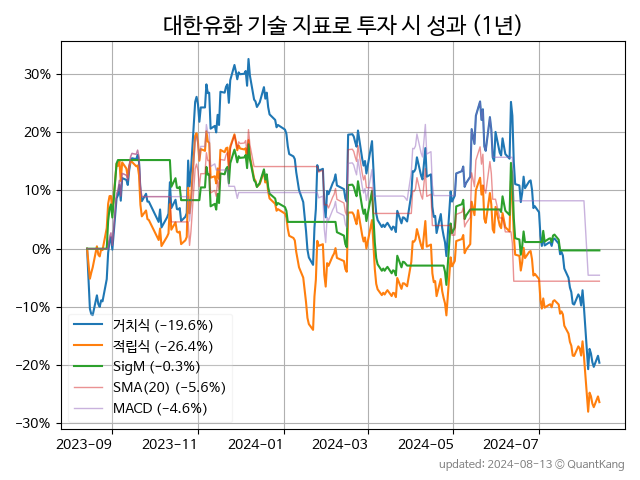 대한유화 기술 지표로 투자 시 성과 (1년)
30%
20%
10%
0%
−10%
−20%
−30%
거치식 (−19.6%)
적립식 (−26.4%)
SigM (−0.3%)
SMA(20) (−5.6%)
MACD (−4.6%)
2023-09 2023-11 2024-01 2024-03 2024-05 2024-07
updated: 2024-08-13 © QuantKang